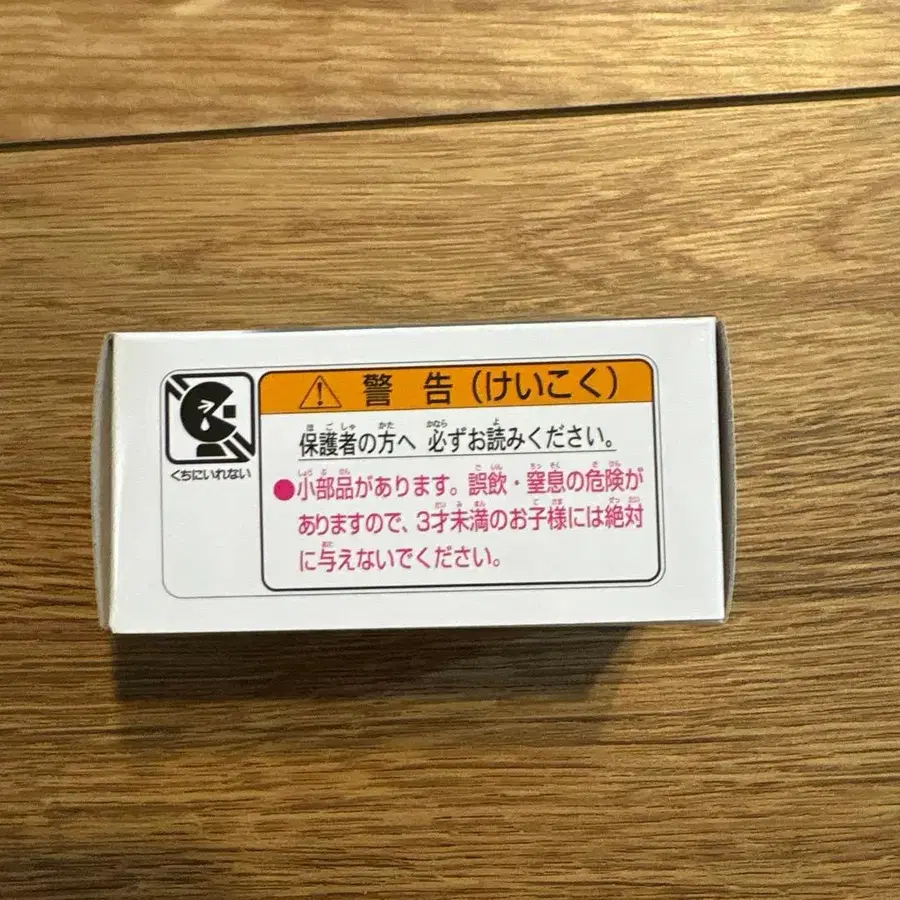 警告(けいこく)
保護者の方へ 必ずお読みください。
●小部品があります。誤飲・窒息の危険が
ありますので、3才未満のお子様には絶対
に与えないでください。
くちにいれない